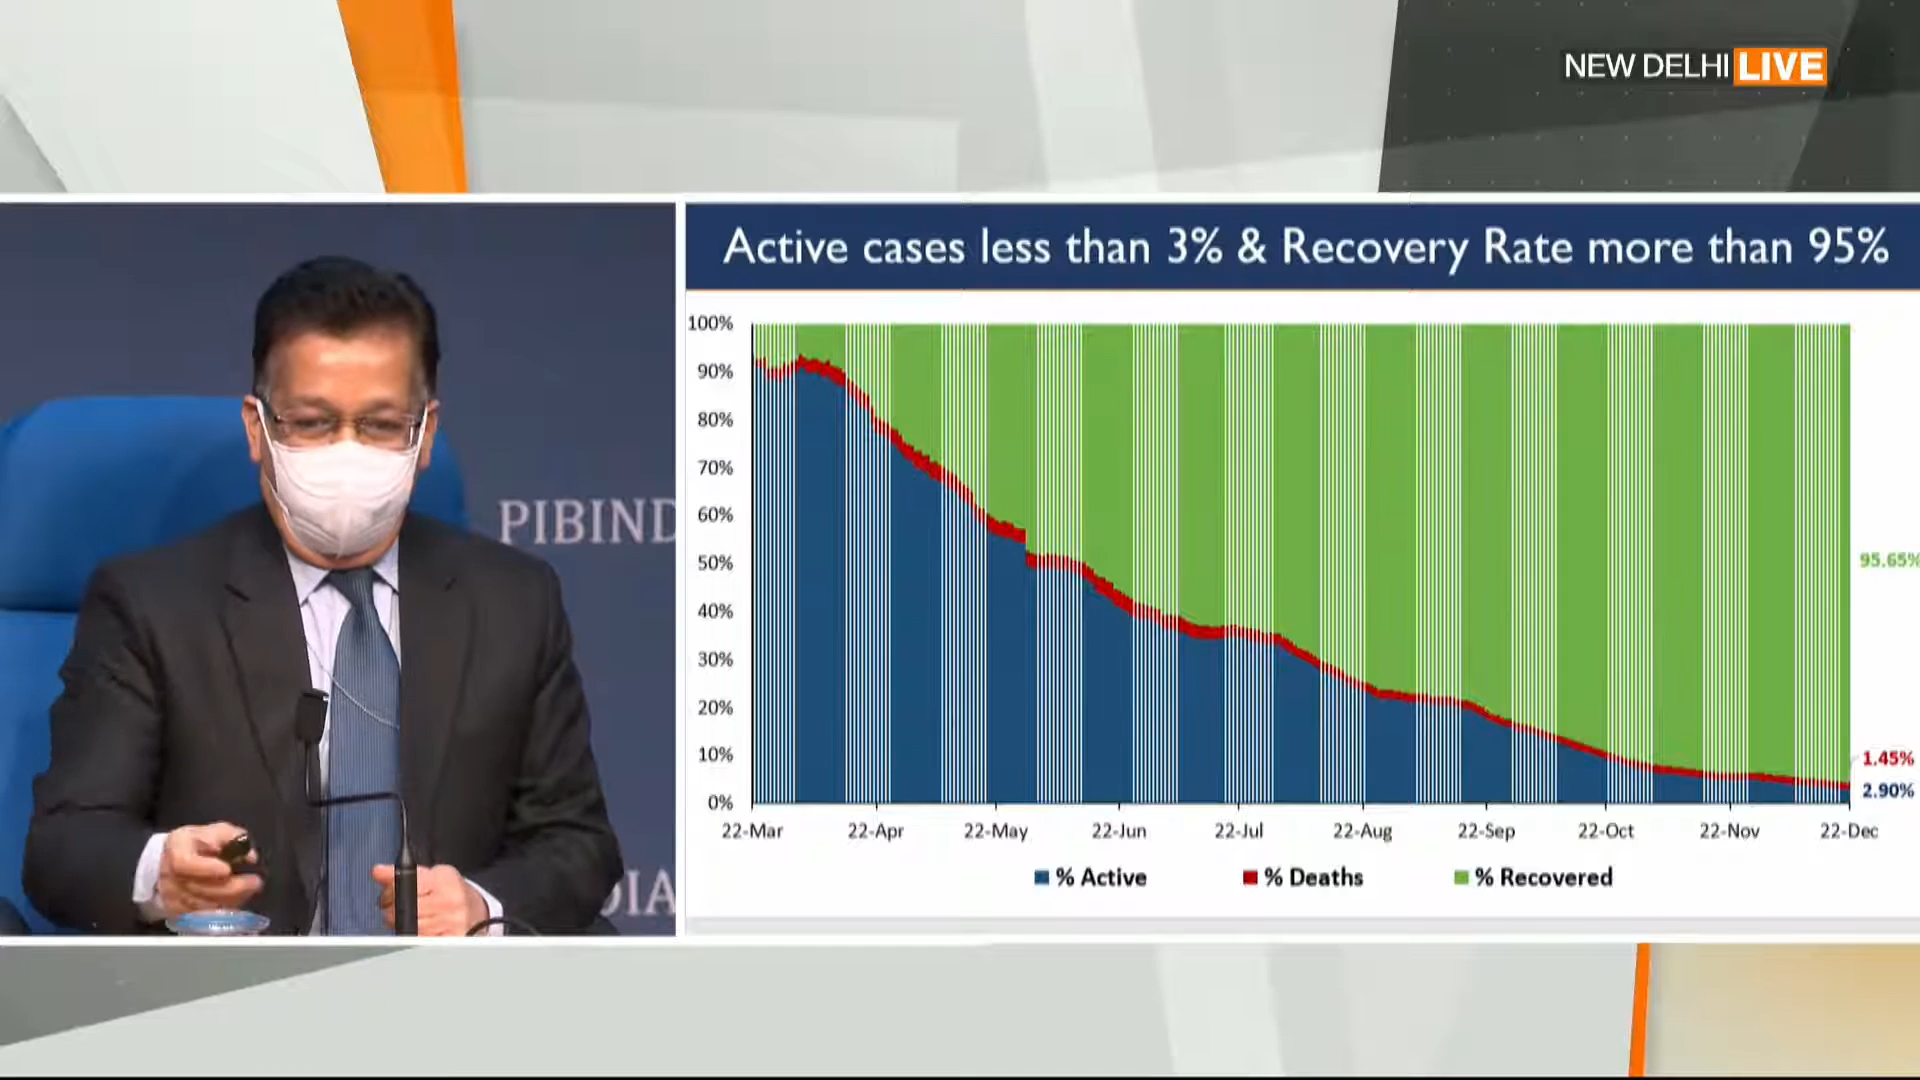 NEW DELHI LIVE
PIBIND
DIA
Active cases less than 3% & Recovery Rate more than 95%
100%
90%
80%
70%
60%
50%
40%
30%
20%
10%
0%
95.65%
1.45%
2.90%
22-Mar 22-Apr 22-May 22-Jun 22-Jul 22-Aug 22-Sep 22-Oct 22-Nov 22-Dec
% Active % Deaths % Recovered